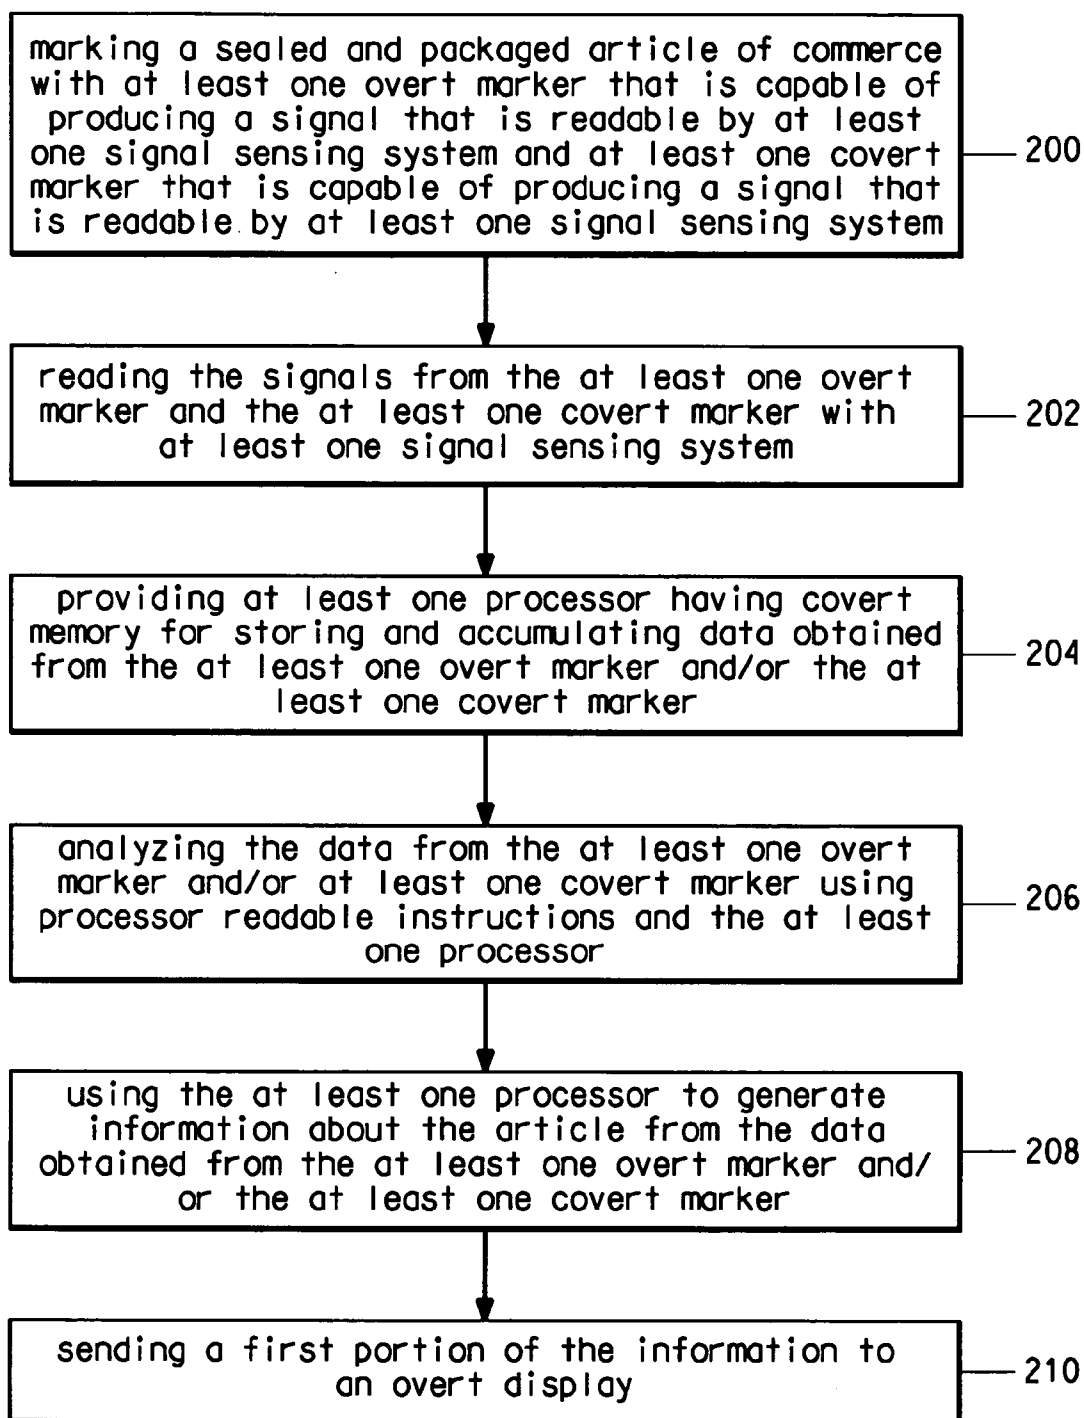 marking a sealed and packaged article of commerce
with at least one overt marker that is capable of
producing a signal that is readable by at least
one signal sensing system and at least one covert
marker that is capable of producing a signal that
is readable by at least one signal sensing system
200
reading the signals from the at least one overt
marker and the at least one covert marker with
at least one signal sensing system
202
providing at least one processor having covert
memory for storing and accumulating data obtained
from the at least one overt marker and/or the at
least one covert marker
204
analyzing the data from the at least one overt
marker and/or at least one covert marker using
processor readable instructions and the at least
one processor
206
using the at least one processor to generate
information about the article from the data
obtained from the at least one overt marker and/
or the at least one covert marker
208
sending a first portion of the information to
an overt display
210